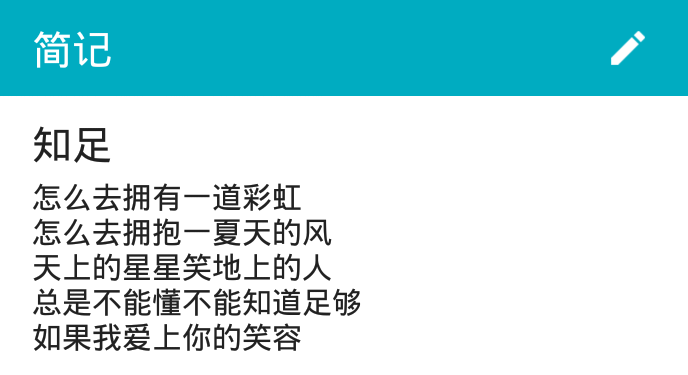 简记
知足
怎么去拥有一道彩虹
怎么去拥抱一夏天的风
天上的星星笑地上的人
总是不能懂不能知道足够
如果我爱上你的笑容